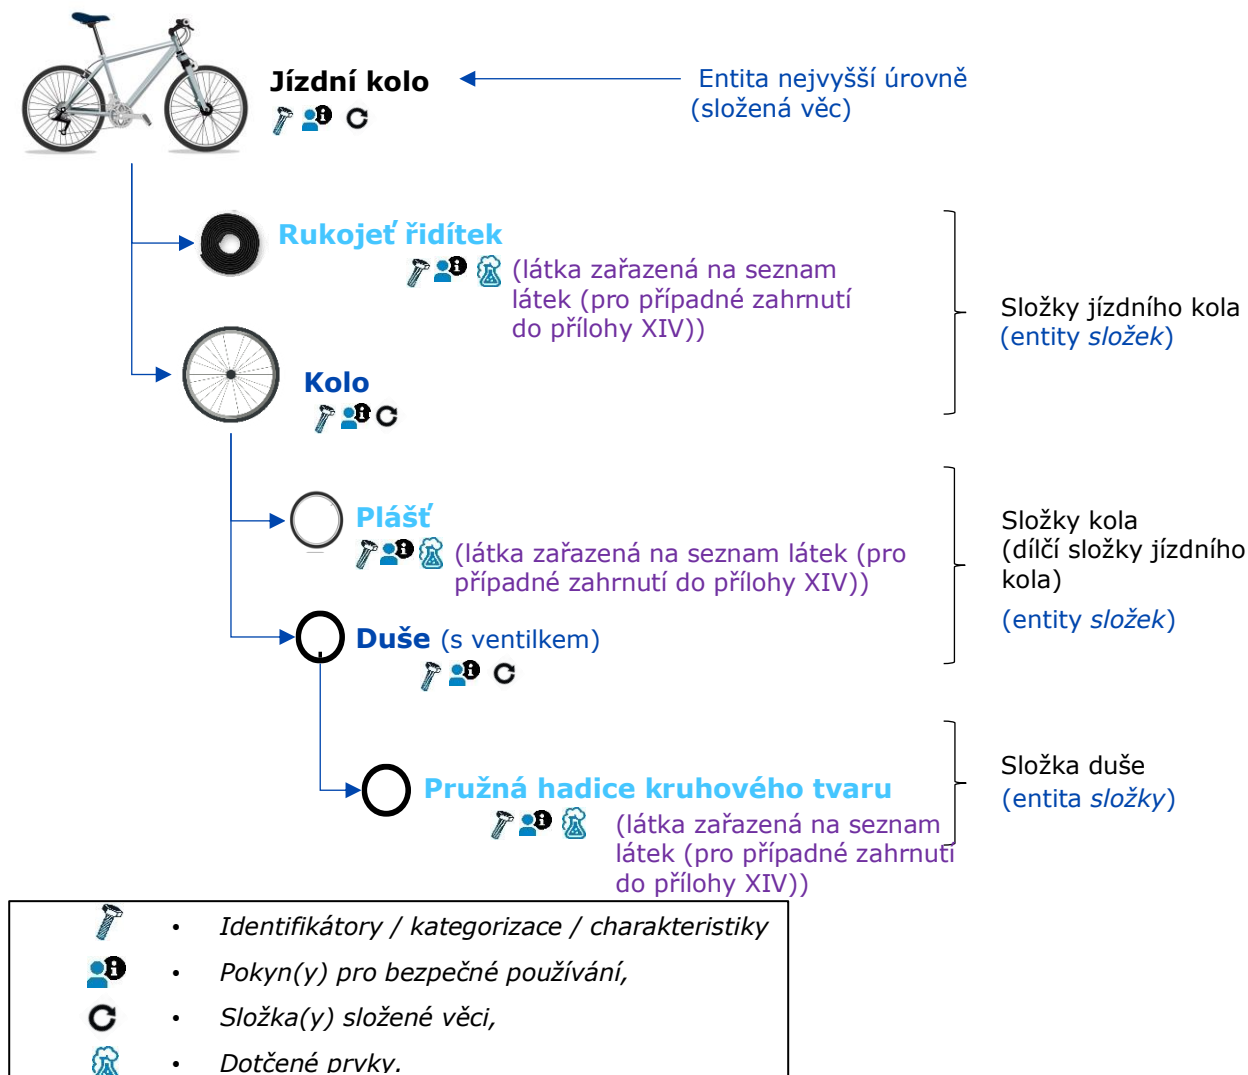 Jízdní kolo
Entita nejvyšší úrovně
(složená věc)
Rukojeť řidítek
(látka zařazená na seznam
látek (pro případné zahrnutí
do přílohy XIV))
Složky jízdního kola
(entity složek)
Kolo
Plášť
(látka zařazená na seznam látek (pro
případné zahrnutí do přílohy XIV))
Složky kola
(dílčí složky jízdního
kola)
(entity složek)
Duše (s ventilkem)
Pružná hadice kruhového tvaru
(látka zařazená na seznam
látek (pro případné zahrnutí
do přílohy XIV))
Složka duše
(entita složky)
• Identifikátory / kategorizace / charakteristiky
• Pokyn(y) pro bezpečné používání,
• Složka(y) složené věci,
• Dotčené prvky.